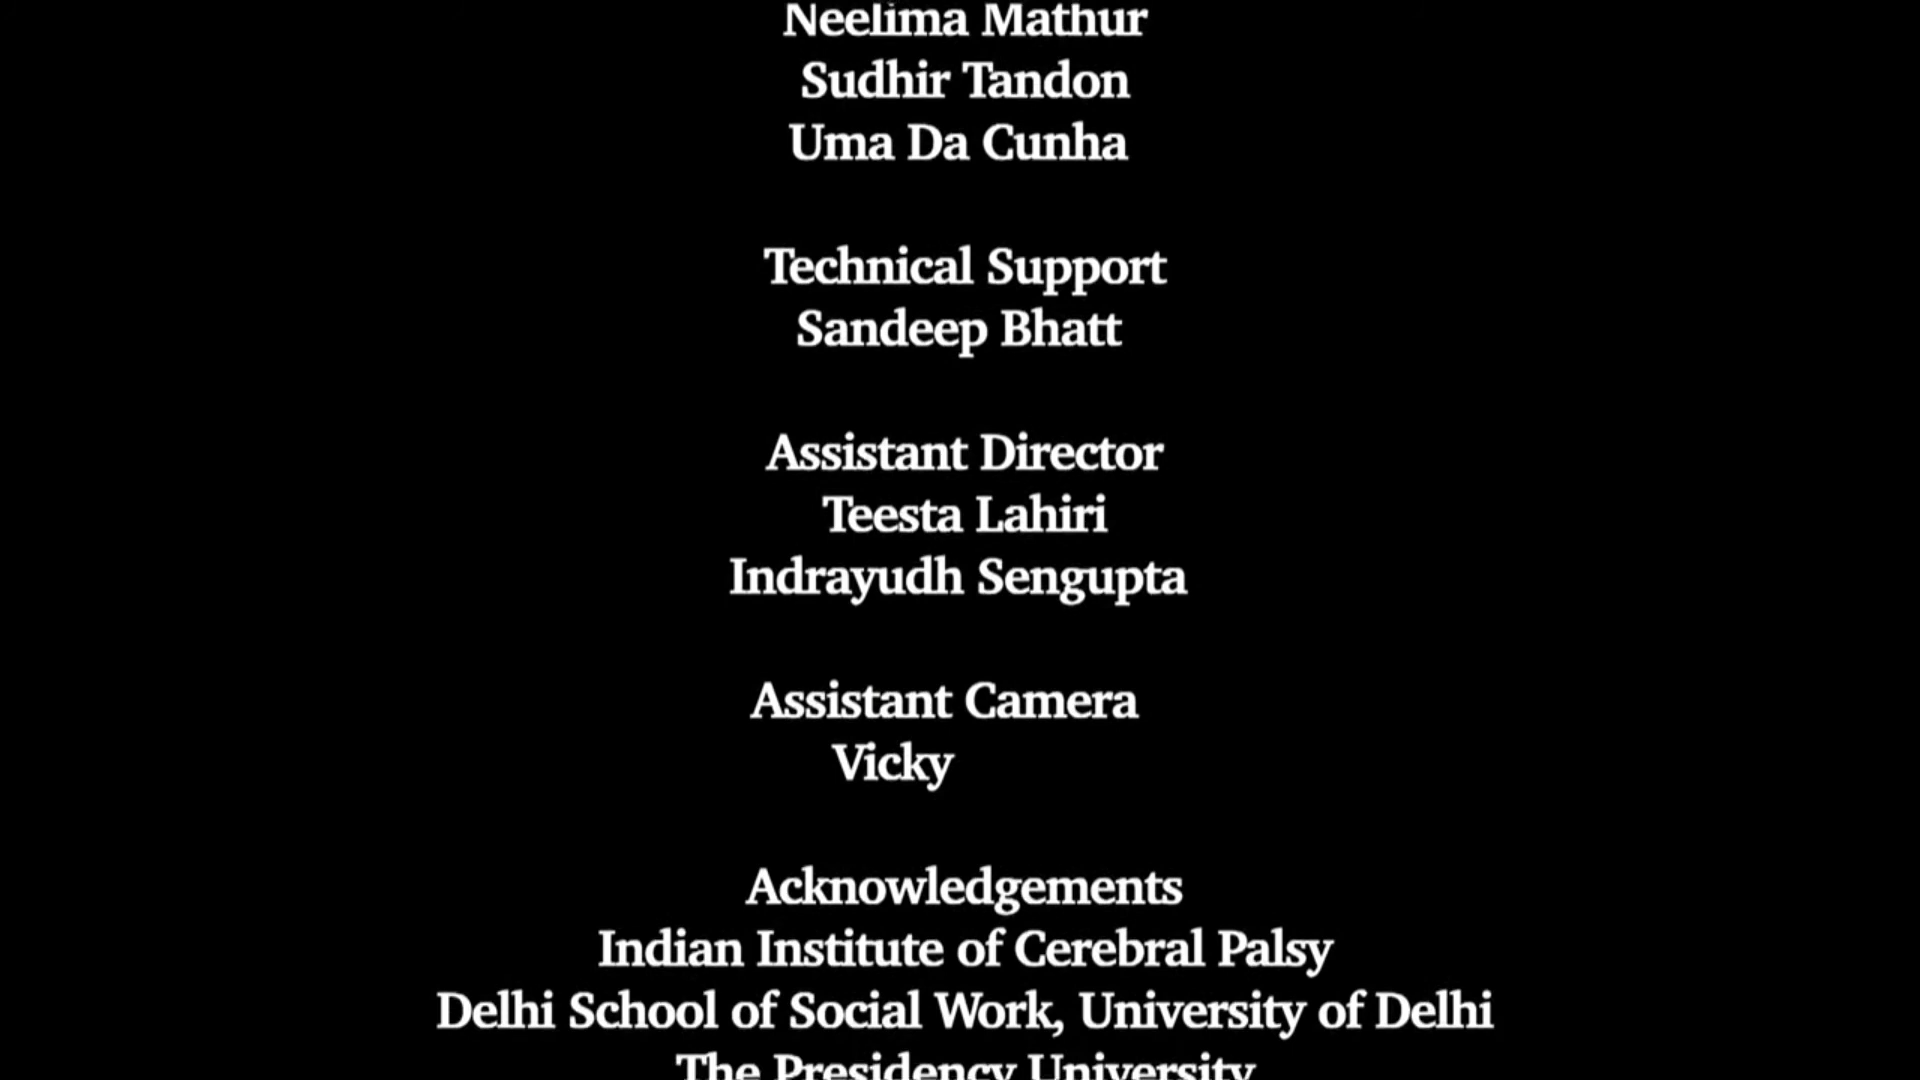 Neelima Mathur
Sudhir Tandon
Uma Da Cunha
Technical Support
Sandeep Bhatt
Assistant Director
Teesta Lahiri
Indrayudh Sengupta
Assistant Camera
Vicky
Acknowledgements
Indian Institute of Cerebral Palsy
Delhi School of Social Work, University of Delhi
The Presidency University